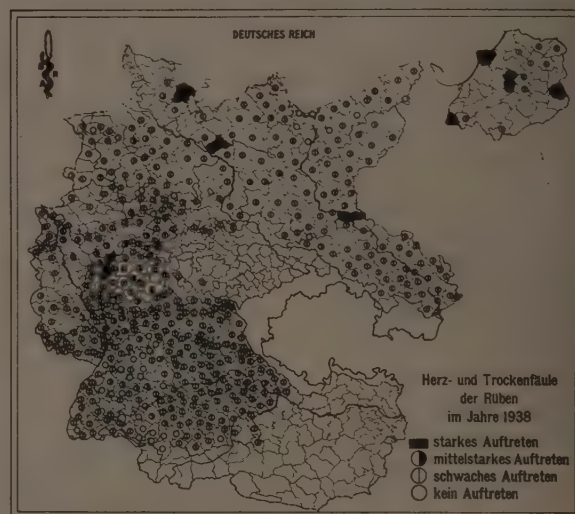 DEUTSCHES REICH
Herz- und Trockenfäule
der Rüben
im Jahre 1938
starkes Auftreten
mittelstarkes Auftreten
schwaches Auftreten
kein Auftreten